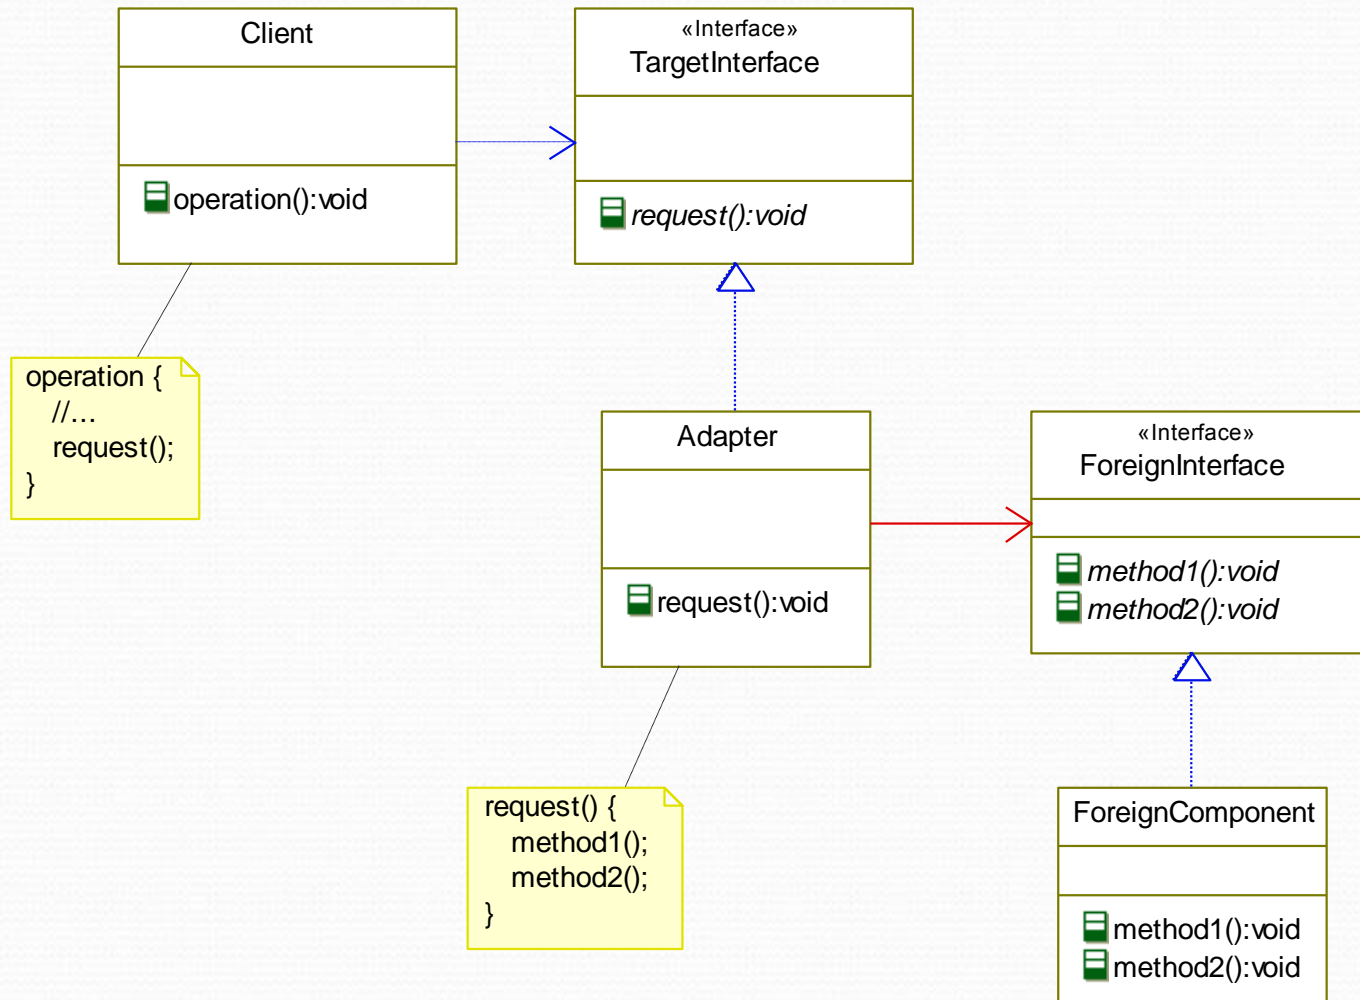 Client
operation():void
«Interface»
TargetInterface
request():void
operation {
//...
request();
}
Adapter
request():void
«Interface»
ForeignInterface
method1():void
method2():void
request() {
method1();
method2();
}
ForeignComponent
method1():void
method2():void